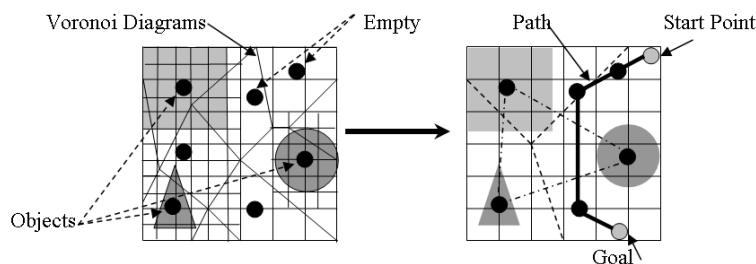 Voronoi Diagrams
Empty
Path
Start Point
Objects
Goal